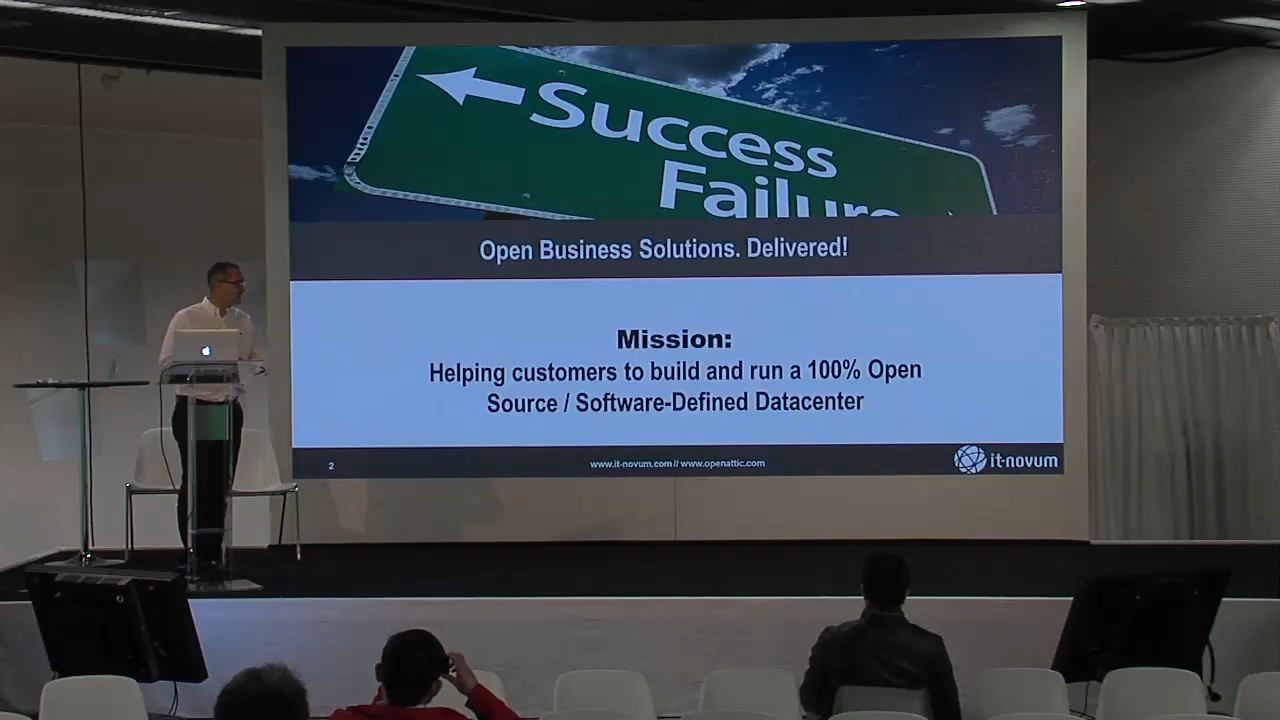 Success
Failure
Open Business Solutions. Delivered!
Mission:
Helping customers to build and run a 100% Open
Source / Software-Defined Datacenter
2
www.it-novum.com // www.openattic.com
it-novum